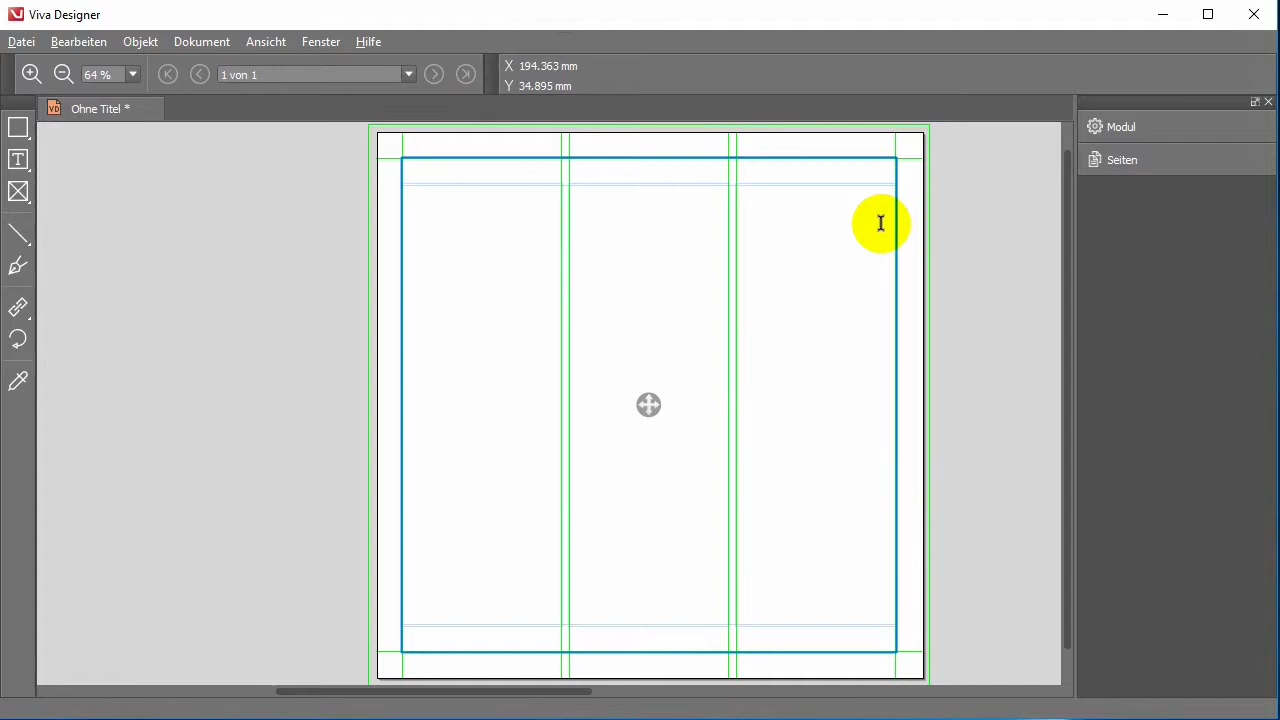 Viva Designer
Datei Bearbeiten Objekt Dokument Ansicht Fenster Hilfe
64 % 1 von 1 X 194.363 mm
Y 34.895 mm
VD Ohne Titel *
Modul
T
Seiten